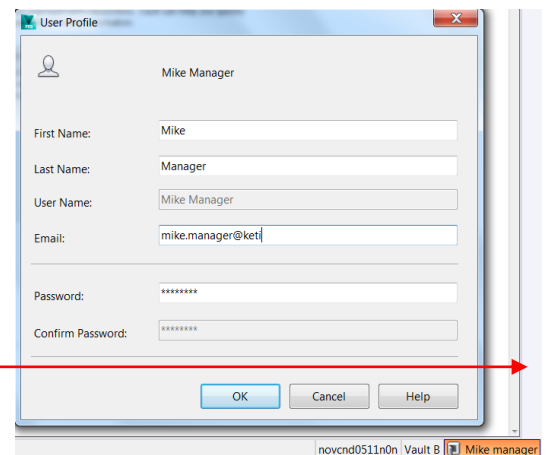 User Profile
Mike Manager
First Name: Mike
Last Name: Manager
User Name: Mike Manager
Email: mike.manager@keti
Password: ********
Confirm Password: ********
OK Cancel Help
novcnd0511n0n Vault B Mike manager